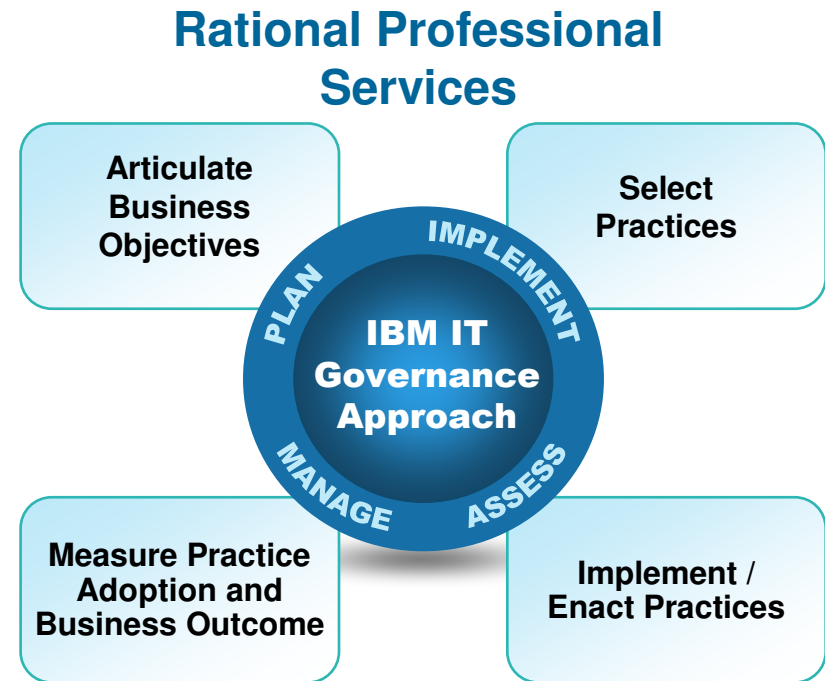 Rational Professional
Services
Articulate
Business
Objectives
Select
Practices
PLAN
IMPLEMENT
IBM IT
Governance
Approach
MANAGE
ASSESS
Measure Practice
Adoption and
Business Outcome
Implement /
Enact Practices